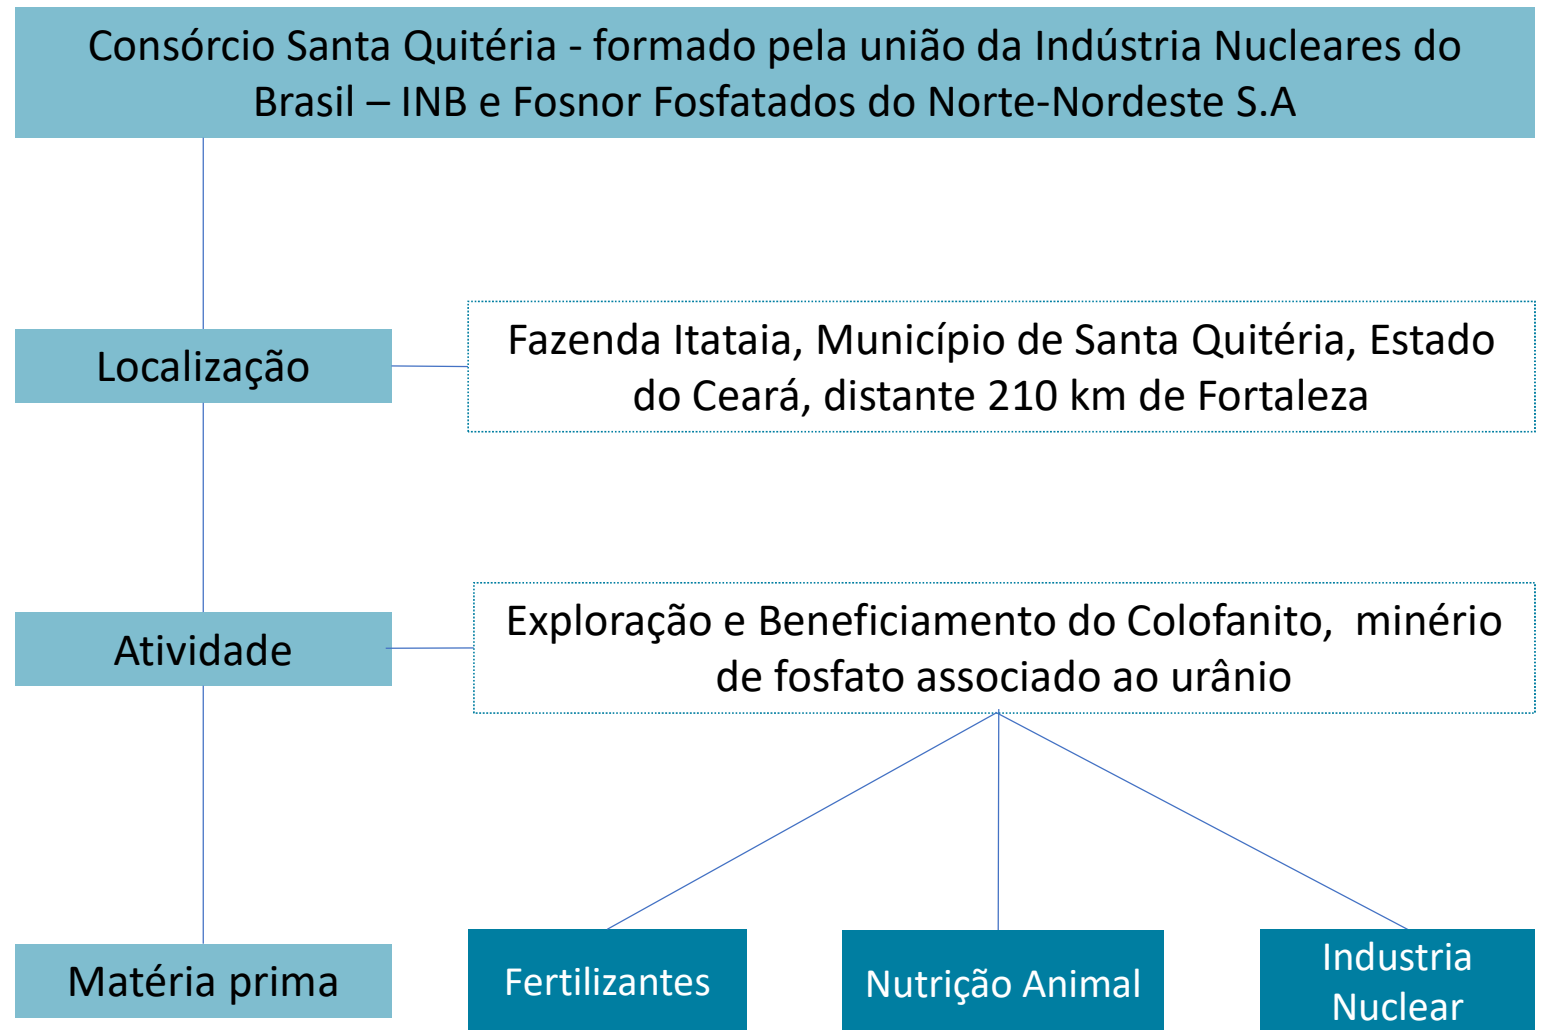 Consórcio Santa Quitéria - formado pela união da Indústria Nucleares do
Brasil – INB e Fosnor Fosfatados do Norte-Nordeste S.A
Localização
Fazenda Itataia, Município de Santa Quitéria, Estado
do Ceará, distante 210 km de Fortaleza
Atividade
Exploração e Beneficiamento do Colofanito,  minério
de fosfato associado ao urânio
Matéria prima
Fertilizantes
Nutrição Animal
Industria
Nuclear